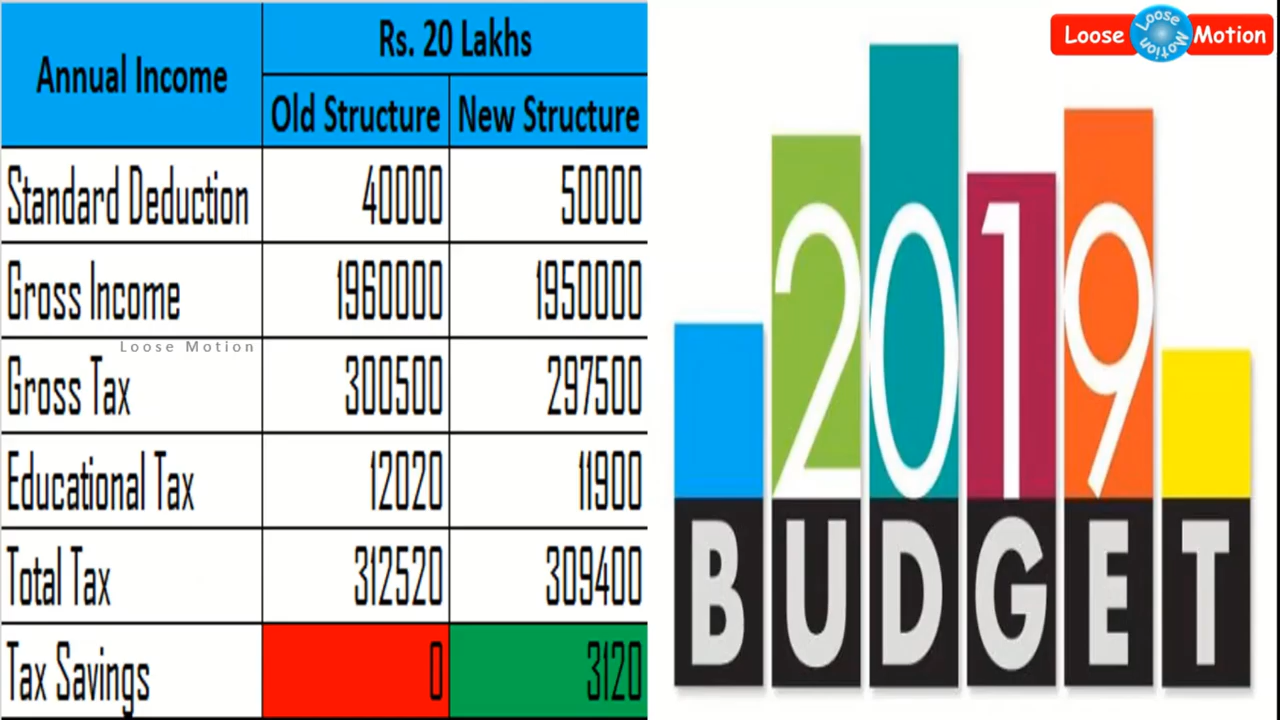 Annual Income
Rs. 20 Lakhs
Old Structure New Structure
Standard Deduction 40000 50000
Gross Income 1960000 1950000
Gross Tax 300500 297500
Educational Tax 12020 11900
Total Tax 312520 309400
Tax Savings 0 3120
Loose Motion
Loose Loose Motion Motion
2019
BUDGET